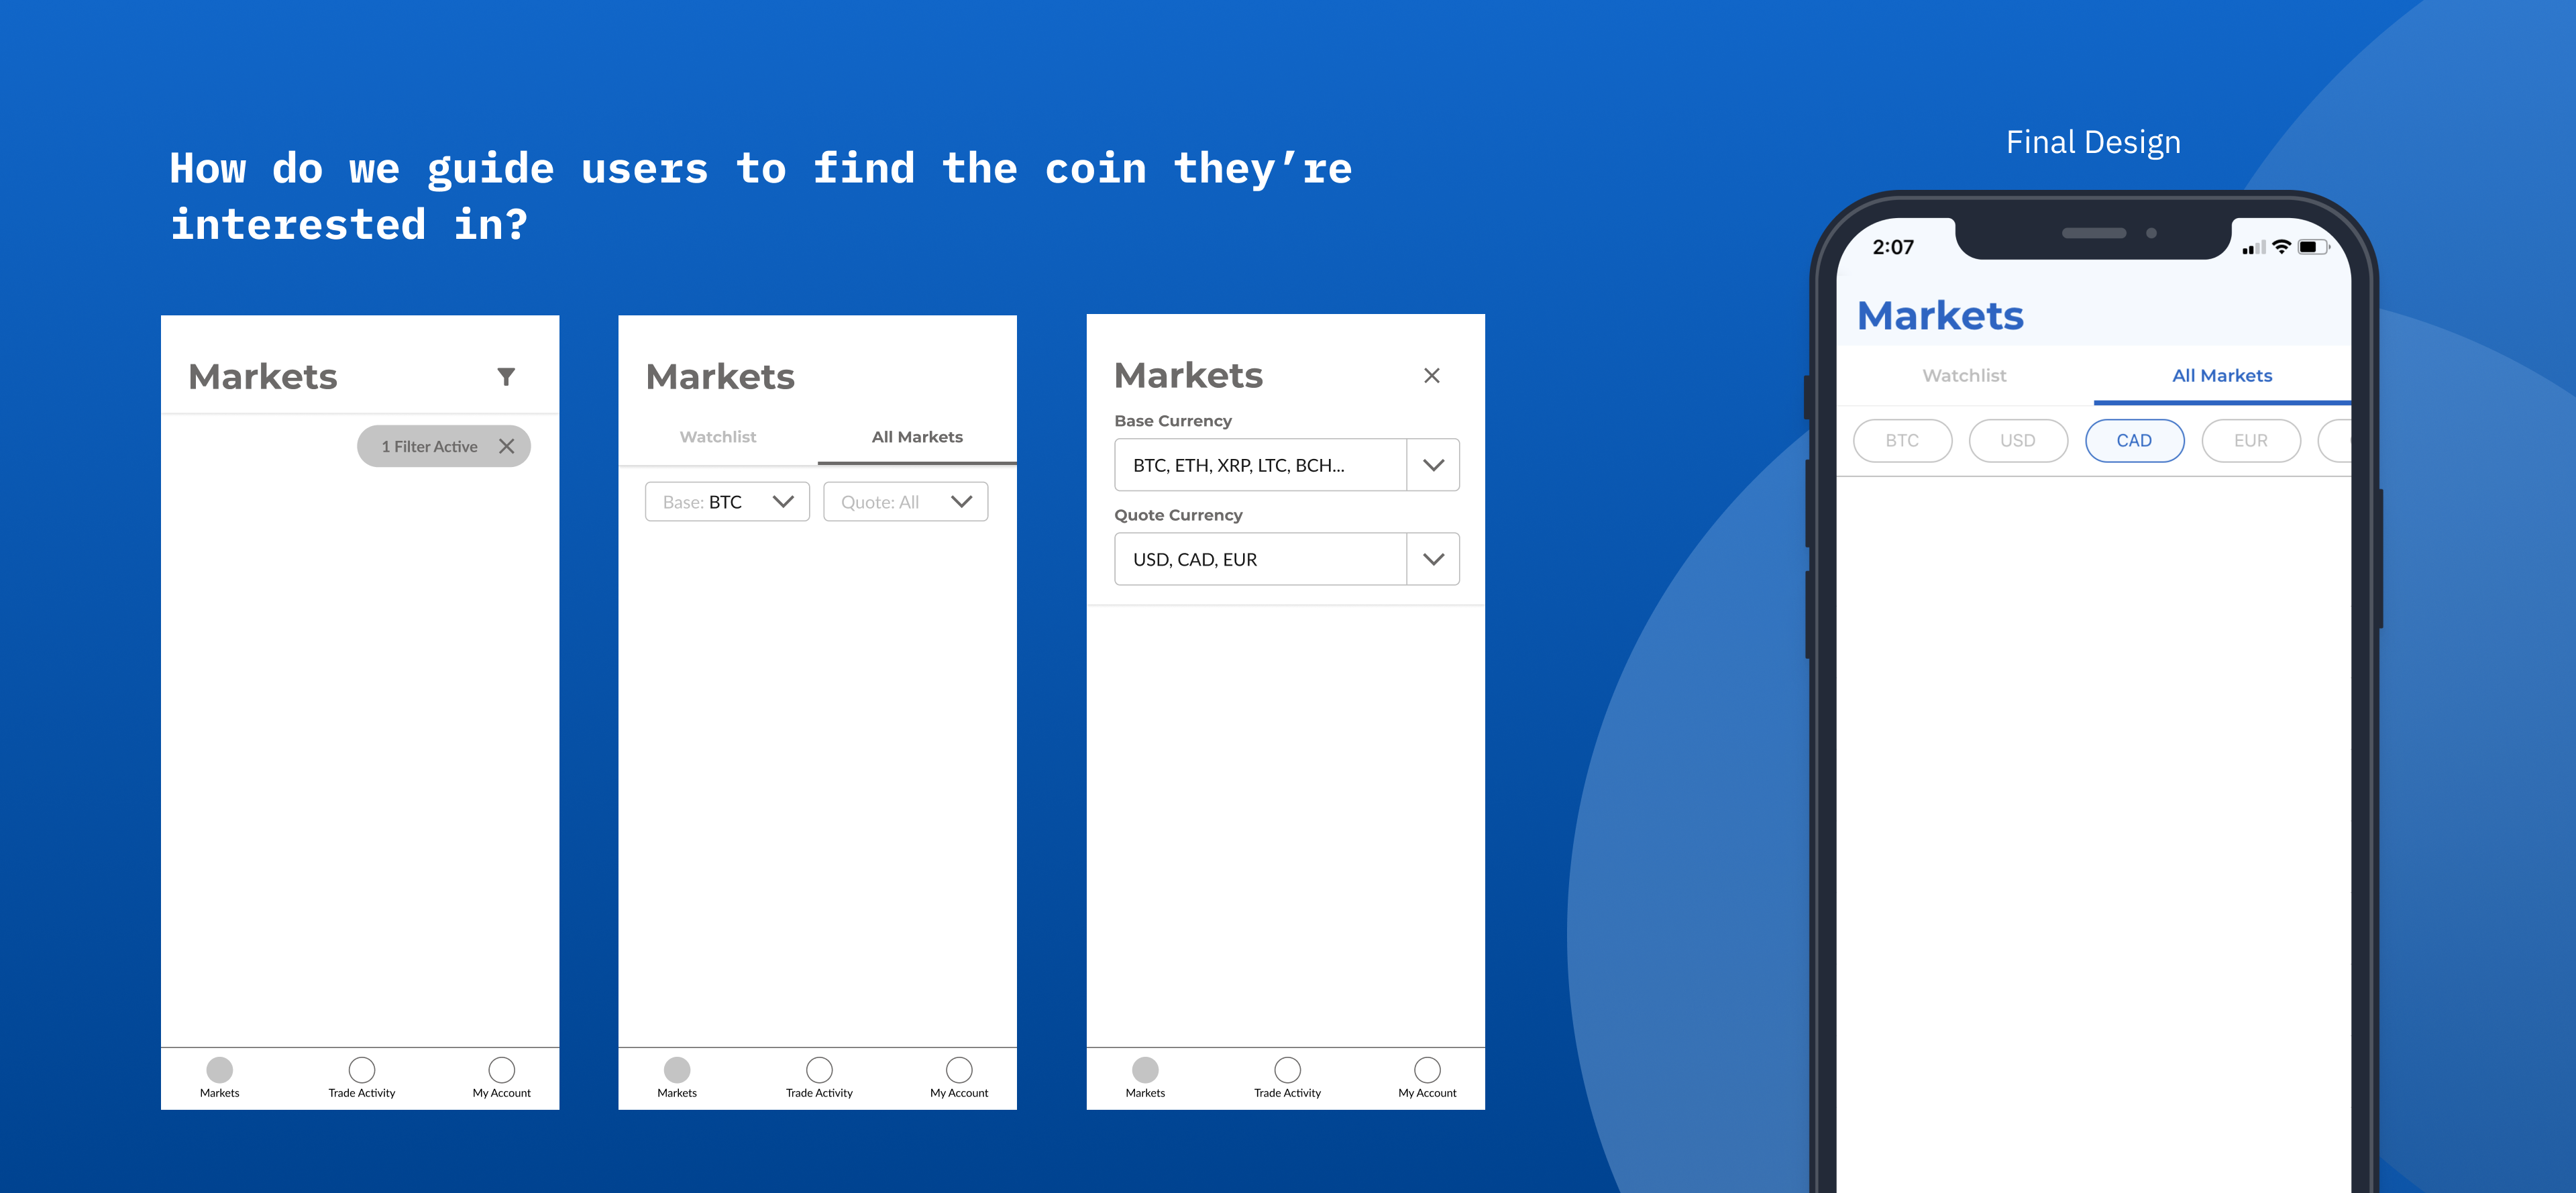 How do we guide users to find the coin they’re
interested in?
Markets
1 Filter Active
Markets
Trade Activity
My Account
Markets
Watchlist
All Markets
Base: BTC
Quote: All
Markets
Trade Activity
My Account
Markets
Base Currency
BTC, ETH, XRP, LTC, BCH...
Quote Currency
USD, CAD, EUR
Markets
Trade Activity
My Account
Final Design
2:07
Markets
Watchlist
All Markets
BTC
USD
CAD
EUR